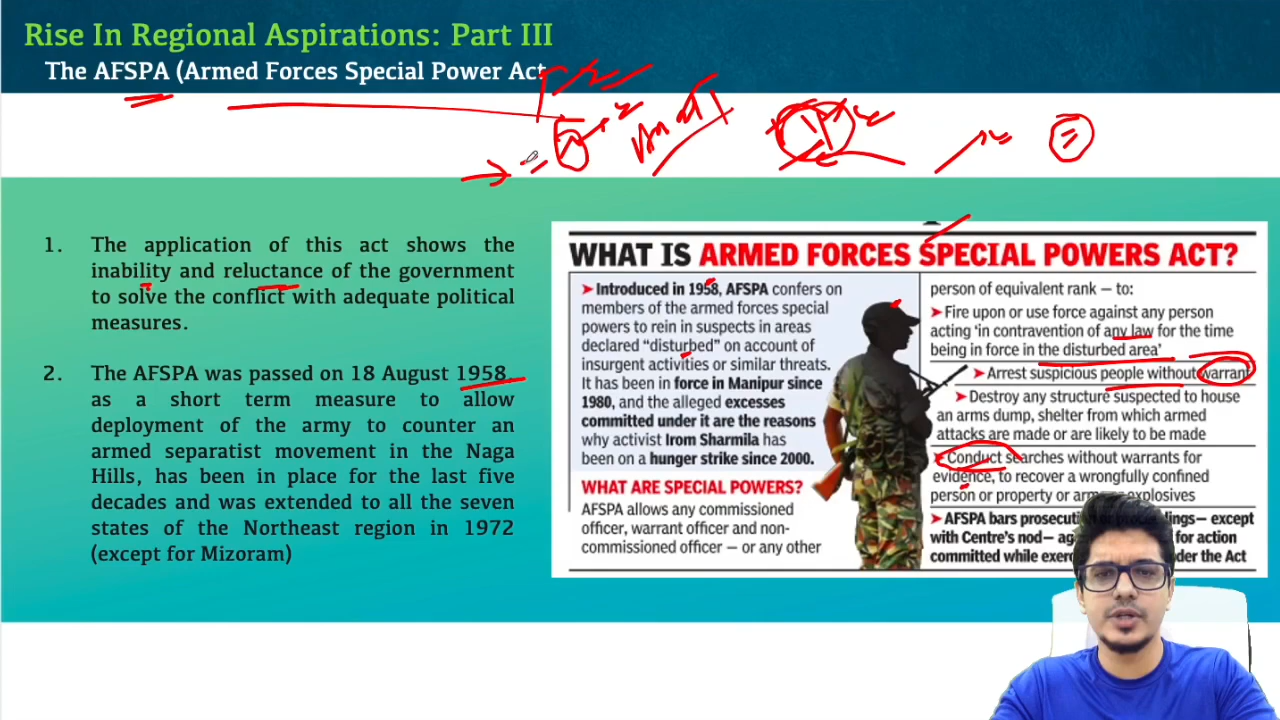 Rise In Regional Aspirations: Part III
The AFSPA (Armed Forces Special Power Act
1. The application of this act shows the
inability and reluctance of the government
to solve the conflict with adequate political
measures.
2. The AFSPA was passed on 18 August 1958
as a short term measure to allow
deployment of the army to counter an
armed separatist movement in the Naga
Hills, has been in place for the last five
decades and was extended to all the seven
states of the Northeast region in 1972
(except for Mizoram)
WHAT IS ARMED FORCES SPECIAL POWERS ACT?
➤ Introduced in 1958, AFSPA confers on
members of the armed forces special
powers to rein in suspects in areas
declared “disturbed” on account of
insurgent activities or similar threats.
It has been in force in Manipur since
1980, and the alleged excesses
committed under it are the reasons
why activist Irom Sharmila has
been on a hunger strike since 2000.
WHAT ARE SPECIAL POWERS?
AFSPA allows any commissioned
officer, warrant officer and non-
commissioned officer — or any other
person of equivalent rank — to:
➤ Fire upon or use force against any person
acting ‘in contravention of any law for the time
being in force in the disturbed area’
➤ Arrest suspicious people without warrant
➤ Destroy any structure suspected to house
an arms dump, shelter from which armed
attacks are made or are likely to be made
➤ Conduct searches without warrants for
evidence, to recover a wrongfully confined
person or property or arms explosives
➤ AFSPA bars — except
with Centre's nod — for action
committed while under the Act